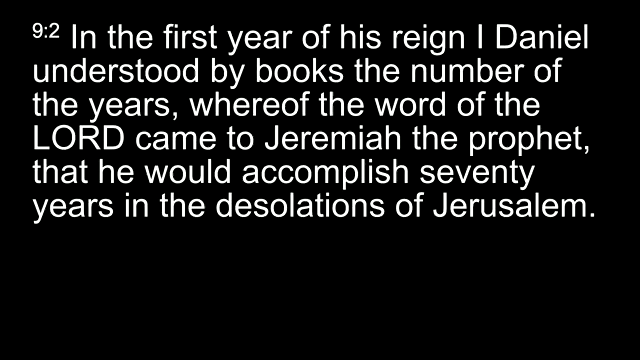 9:2 In the first year of his reign I Daniel
understood by books the number of
the years, whereof the word of the
LORD came to Jeremiah the prophet,
that he would accomplish seventy
years in the desolations of Jerusalem.